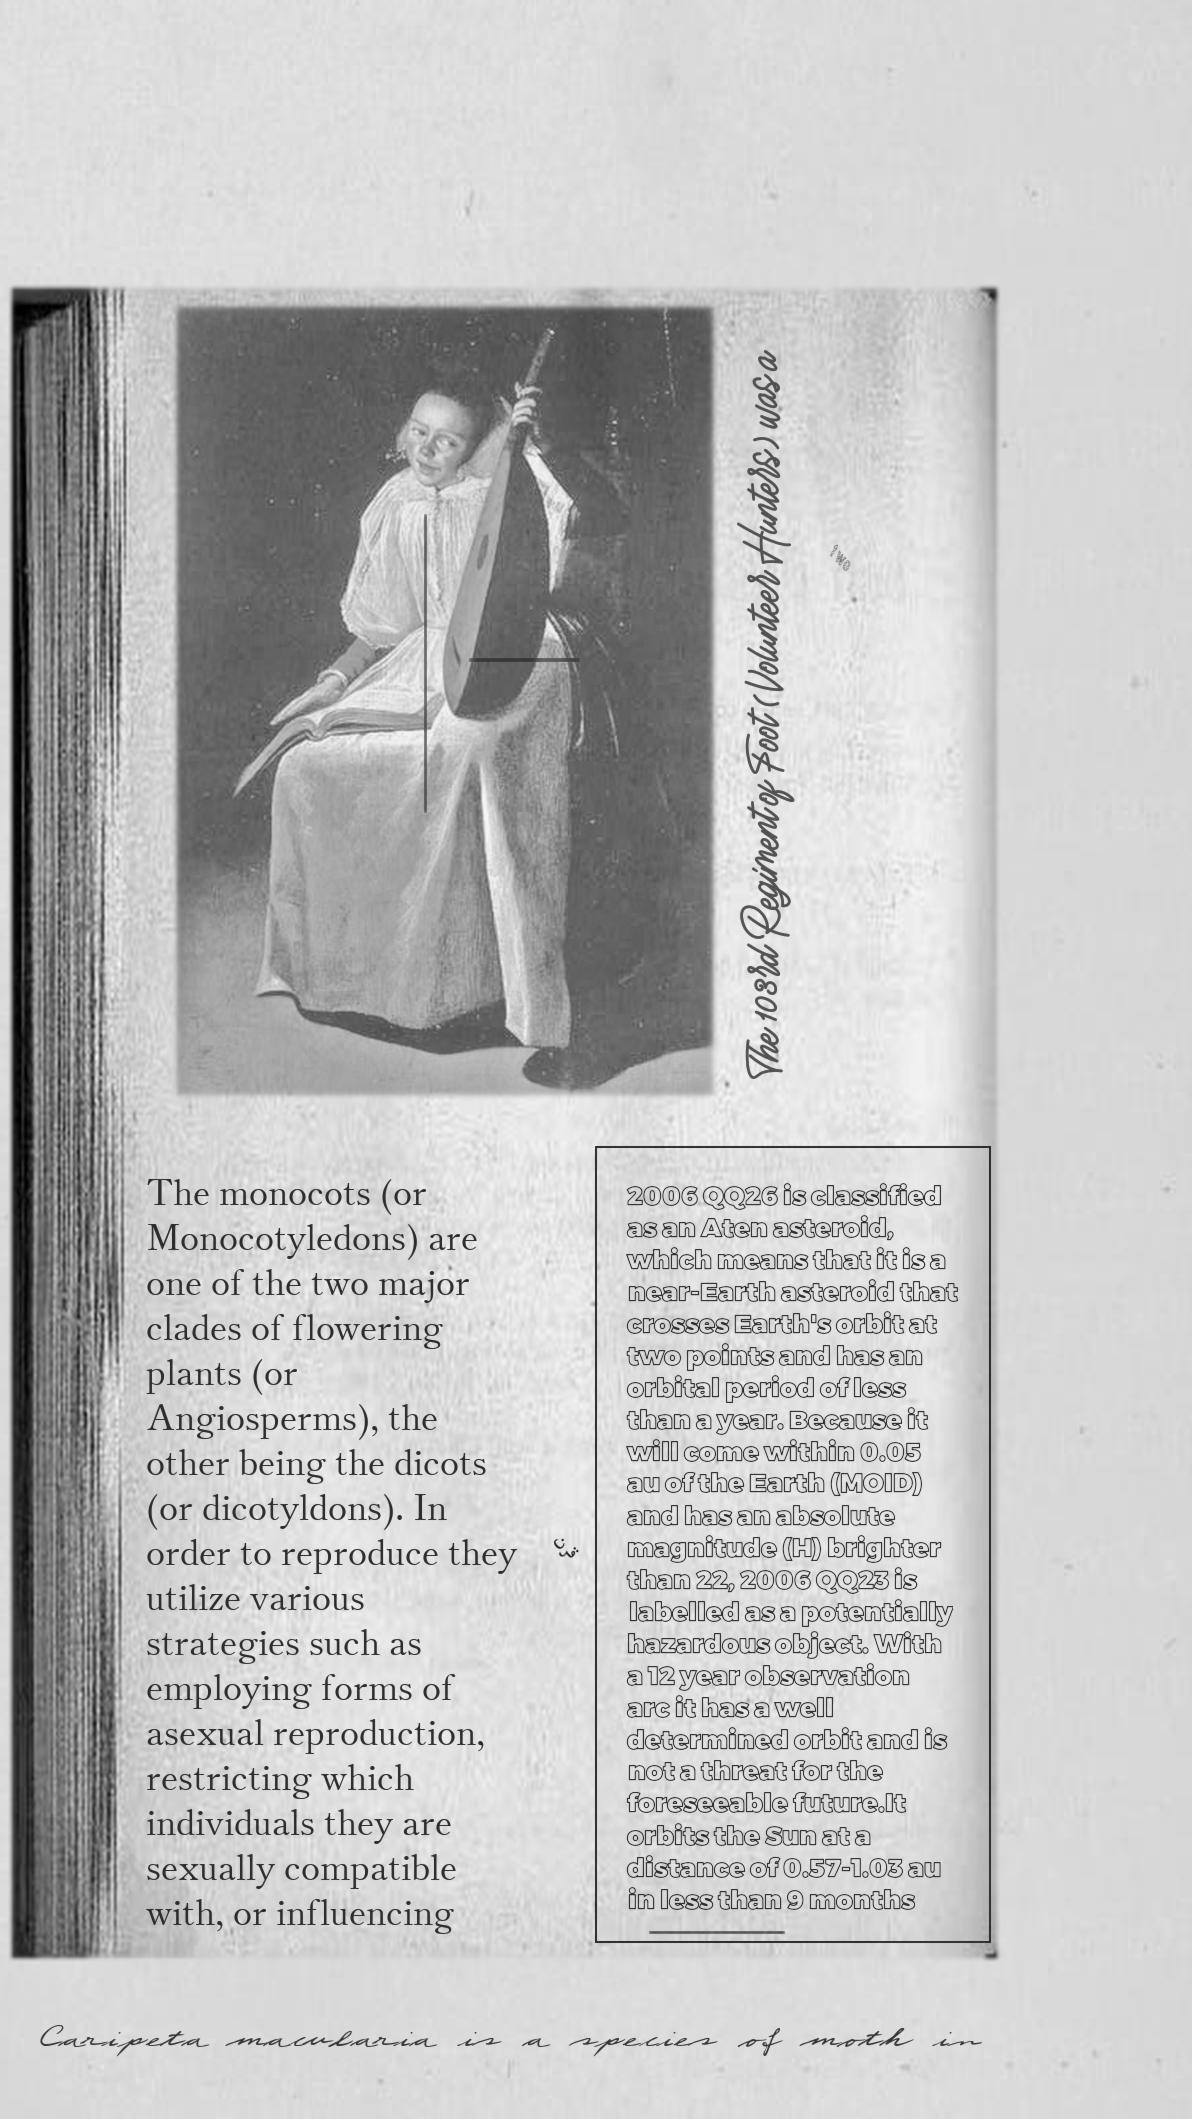 The 103rd Regiment of Foot (Volunteer Hunters) was a
two
The monocots (or
Monocotyledons) are
one of the two major
clades of flowering
plants (or
Angiosperms), the
other being the dicots
(or dicotyldons). In
order to reproduce they
utilize various
strategies such as
employing forms of
asexual reproduction,
restricting which
individuals they are
sexually compatible
with, or influencing
2006 QQ26 is classified
as an Aten asteroid,
which means that it is a
near-Earth asteroid that
crosses Earth's orbit at
two points and has an
orbital period of less
than a year. Because it
will come within 0.05
au of the Earth (MOID)
and has an absolute
magnitude (H) brighter
than 22, 2006 QQ23 is
labelled as a potentially
hazardous object. With
a 12 year observation
arc it has a well
determined orbit and is
not a threat for the
foreseeable future.It
orbits the Sun at a
distance of 0.57-1.03 au
in less than 9 months
Caripeta macularia is a species of moth in